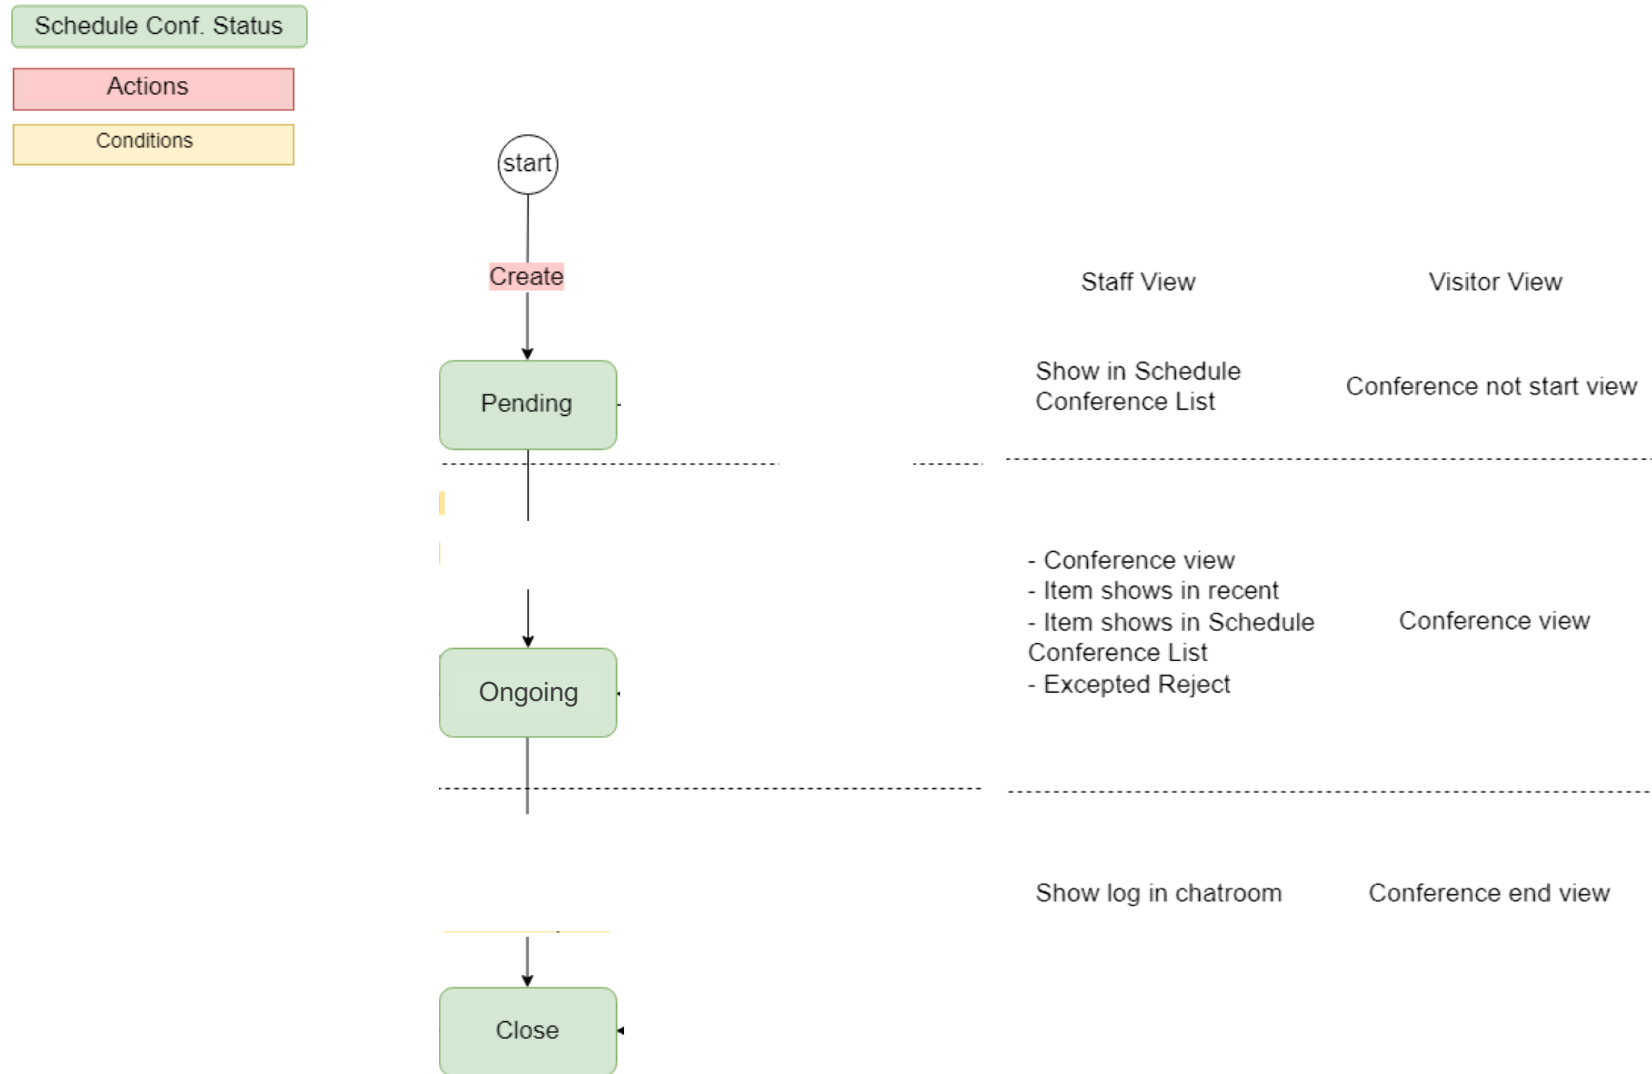 Schedule Conf. Status
Actions
Conditions
start
Create
Staff View
Visitor View
Pending
Show in Schedule
Conference List
Conference not start view
- Conference view
- Item shows in recent
- Item shows in Schedule
Conference List
- Excepted Reject
Conference view
Ongoing
Show log in chatroom
Conference end view
Close